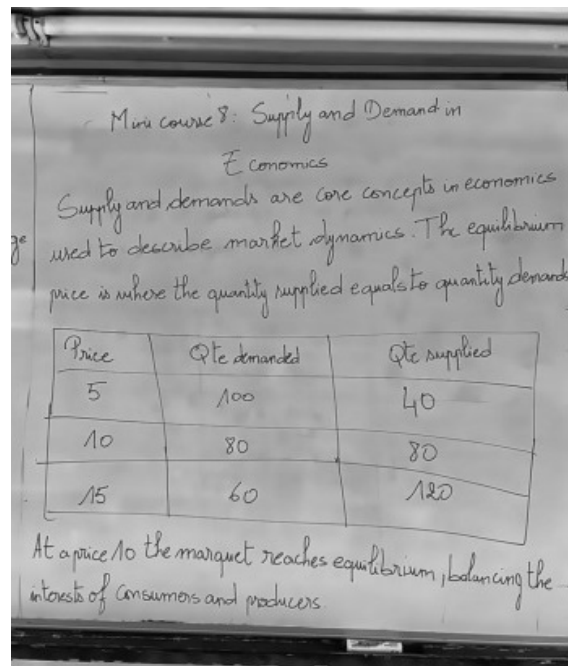 Mini course 8: Supply and Demand in
Economics
Supply and demands are core concepts in economics
ge used to describe market dynamics. The equilibrium
price is where the quantity supplied equals to quantity demands
Price Qte demanded Qte supplied
5 100 40
10 80 80
15 60 120
At a price 10 the marquet reaches equilibrium, balancing the
interests of consumers and producers